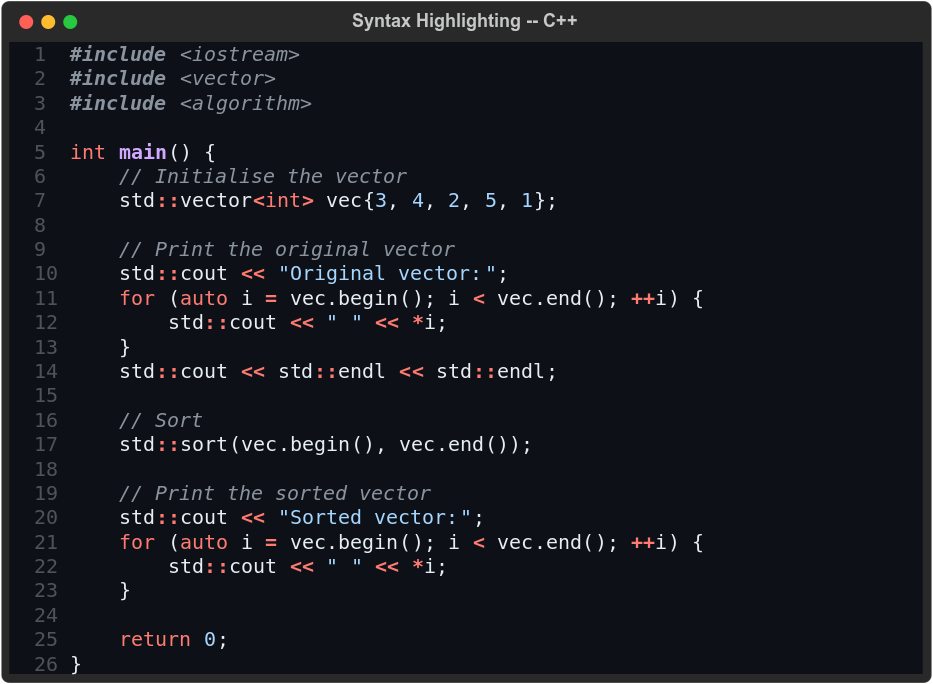 Syntax Highlighting -- C++
1 #include <iostream>
2 #include <vector>
3 #include <algorithm>
4
5 int main() {
6     // Initialise the vector
7     std::vector<int> vec{3, 4, 2, 5, 1};
8
9     // Print the original vector
10     std::cout << "Original vector:";
11     for (auto i = vec.begin(); i < vec.end(); ++i) {
12         std::cout << " " << *i;
13     }
14     std::cout << std::endl << std::endl;
15
16     // Sort
17     std::sort(vec.begin(), vec.end());
18
19     // Print the sorted vector
20     std::cout << "Sorted vector:";
21     for (auto i = vec.begin(); i < vec.end(); ++i) {
22         std::cout << " " << *i;
23     }
24
25     return 0;
26 }